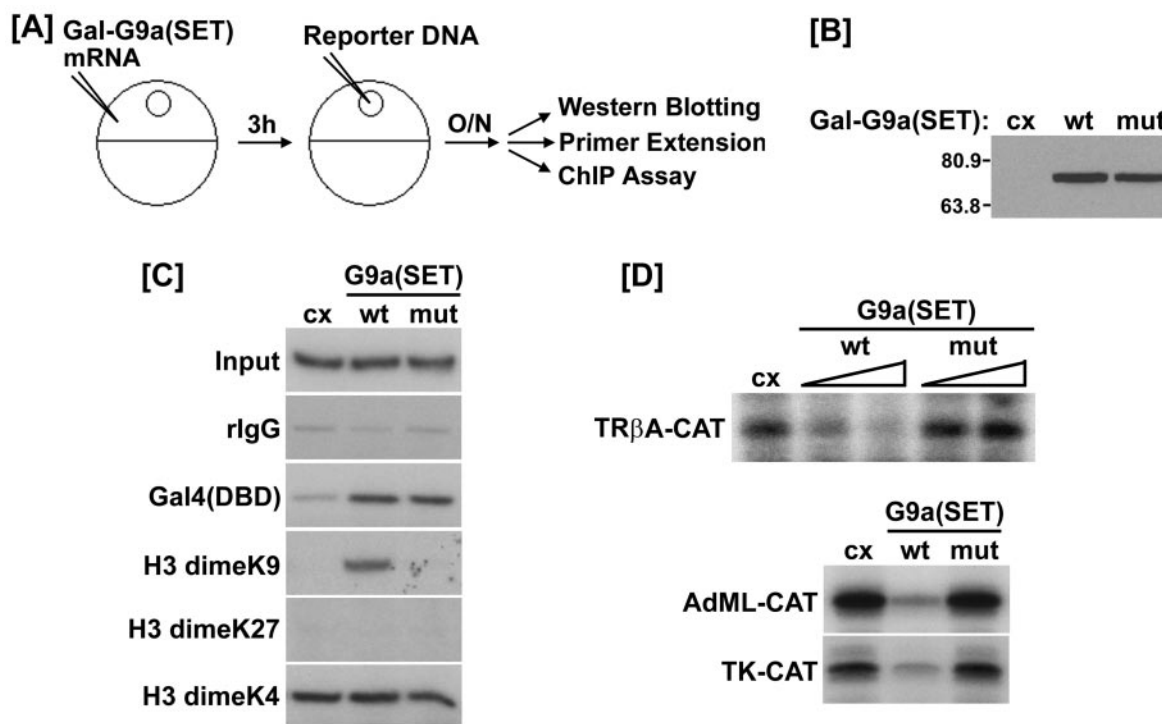 [A]
Gal-G9a(SET)
mRNA
Reporter DNA
3h
O/N
Western Blotting
Primer Extension
ChIP Assay
[B]
Gal-G9a(SET): cx wt mut
80.9
63.8
[C]
G9a(SET)
cx wt mut
Input
rIgG
Gal4(DBD)
H3 dimeK9
H3 dimeK27
H3 dimeK4
[D]
G9a(SET)
wt mut
cx
TRβA-CAT
G9a(SET)
cx wt mut
AdML-CAT
TK-CAT